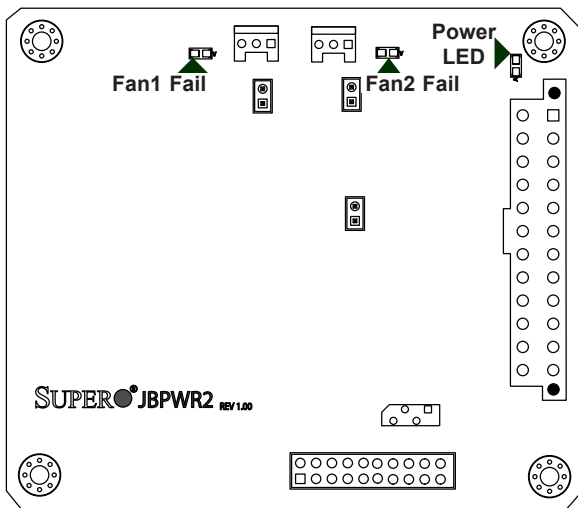 Power
LED
Fan1 Fail
Fan2 Fail
SUPER® JBPWR2 REV 1.00